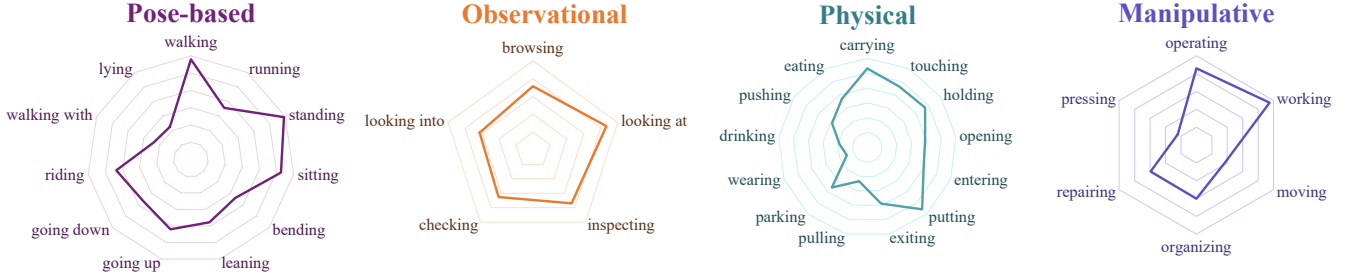 Pose-based
walking
running
standing
sitting
bending
leaning
going up
going down
riding
walking with
lying
Observational
browsing
looking at
inspecting
checking
looking into
Physical
carrying
touching
holding
opening
entering
putting
exiting
pulling
parking
wearing
drinking
pushing
eating
Manipulative
operating
working
moving
organizing
repairing
pressing